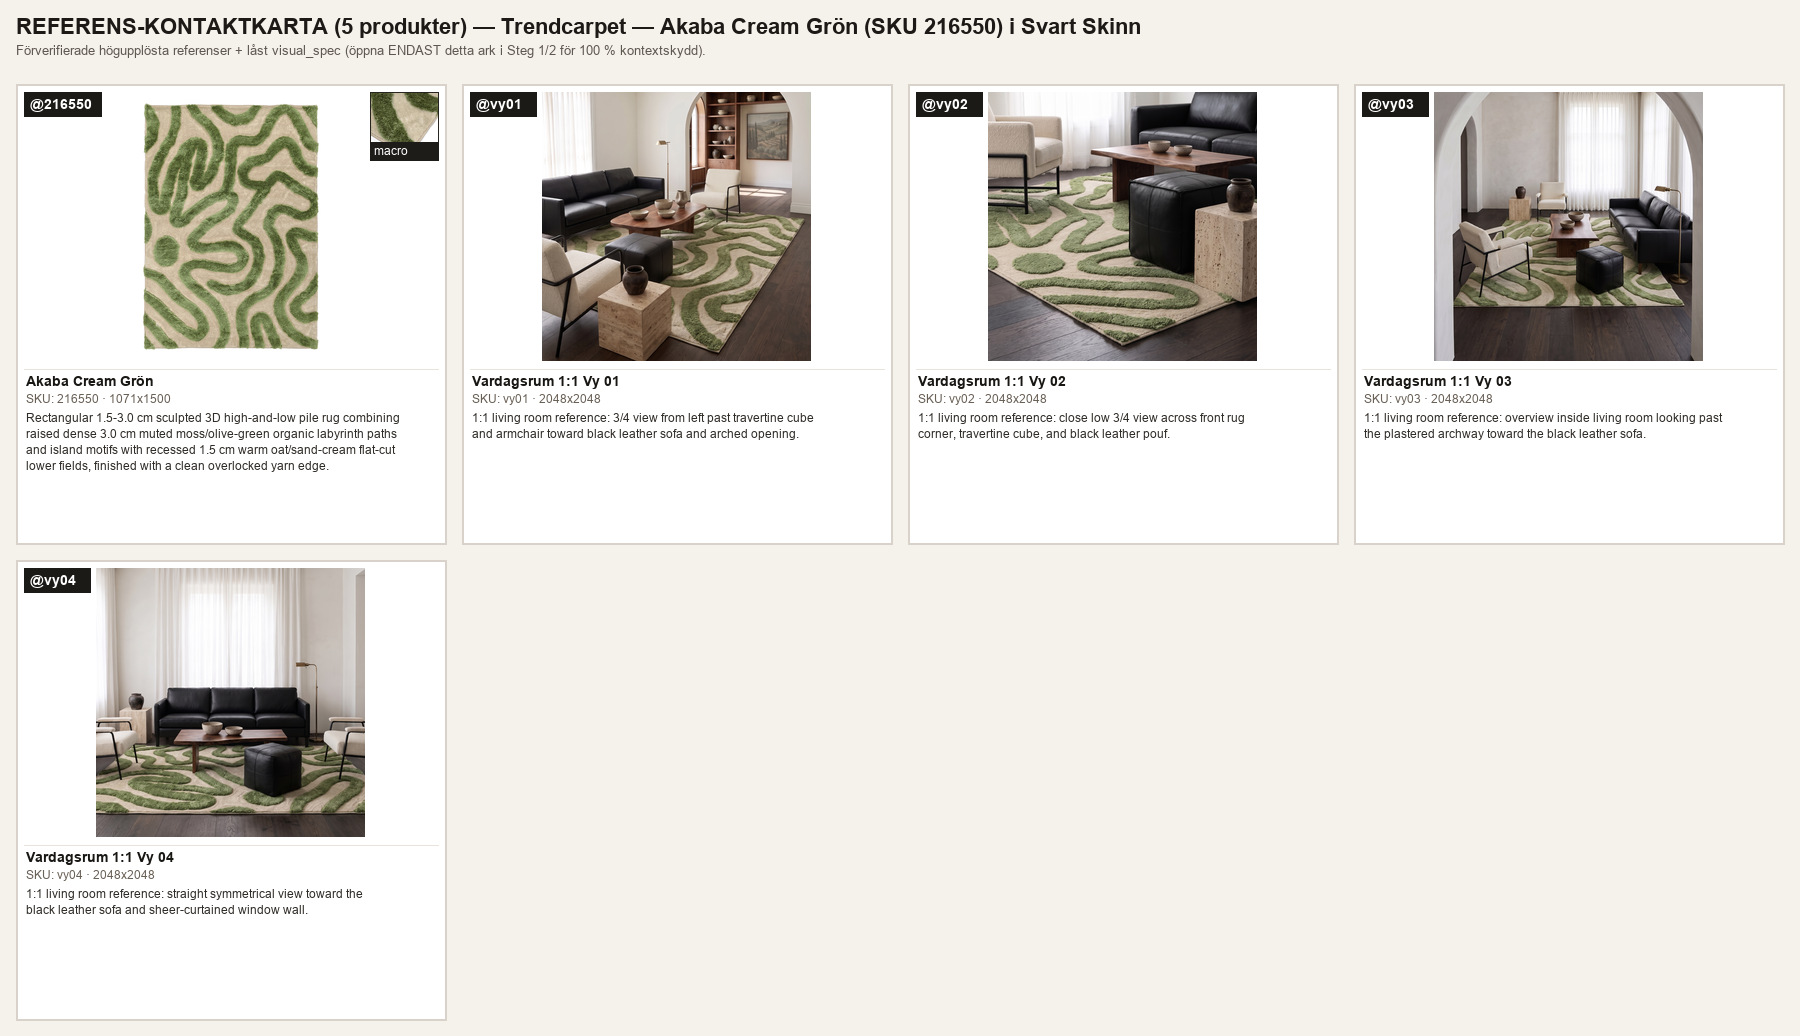 REFERENS-KONTAKTKARTA (5 produkter) — Trendcarpet — Akaba Cream Grön (SKU 216550) i Svart Skinn
Förverifierade högupplösta referenser + låst visual_spec (öppna ENDAST detta ark i Steg 1/2 för 100 % kontextskydd).
@216550
macro
Akaba Cream Grön
SKU: 216550 · 1071x1500
Rectangular 1.5-3.0 cm sculpted 3D high-and-low pile rug combining
raised dense 3.0 cm muted moss/olive-green organic labyrinth paths
and island motifs with recessed 1.5 cm warm oat/sand-cream flat-cut
lower fields, finished with a clean overlocked yarn edge.
@vy01
Vardagsrum 1:1 Vy 01
SKU: vy01 · 2048x2048
1:1 living room reference: 3/4 view from left past travertine cube
and armchair toward black leather sofa and arched opening.
@vy02
Vardagsrum 1:1 Vy 02
SKU: vy02 · 2048x2048
1:1 living room reference: close low 3/4 view across front rug
corner, travertine cube, and black leather pouf.
@vy03
Vardagsrum 1:1 Vy 03
SKU: vy03 · 2048x2048
1:1 living room reference: overview inside living room looking past
the plastered archway toward the black leather sofa.
@vy04
Vardagsrum 1:1 Vy 04
SKU: vy04 · 2048x2048
1:1 living room reference: straight symmetrical view toward the
black leather sofa and sheer-curtained window wall.